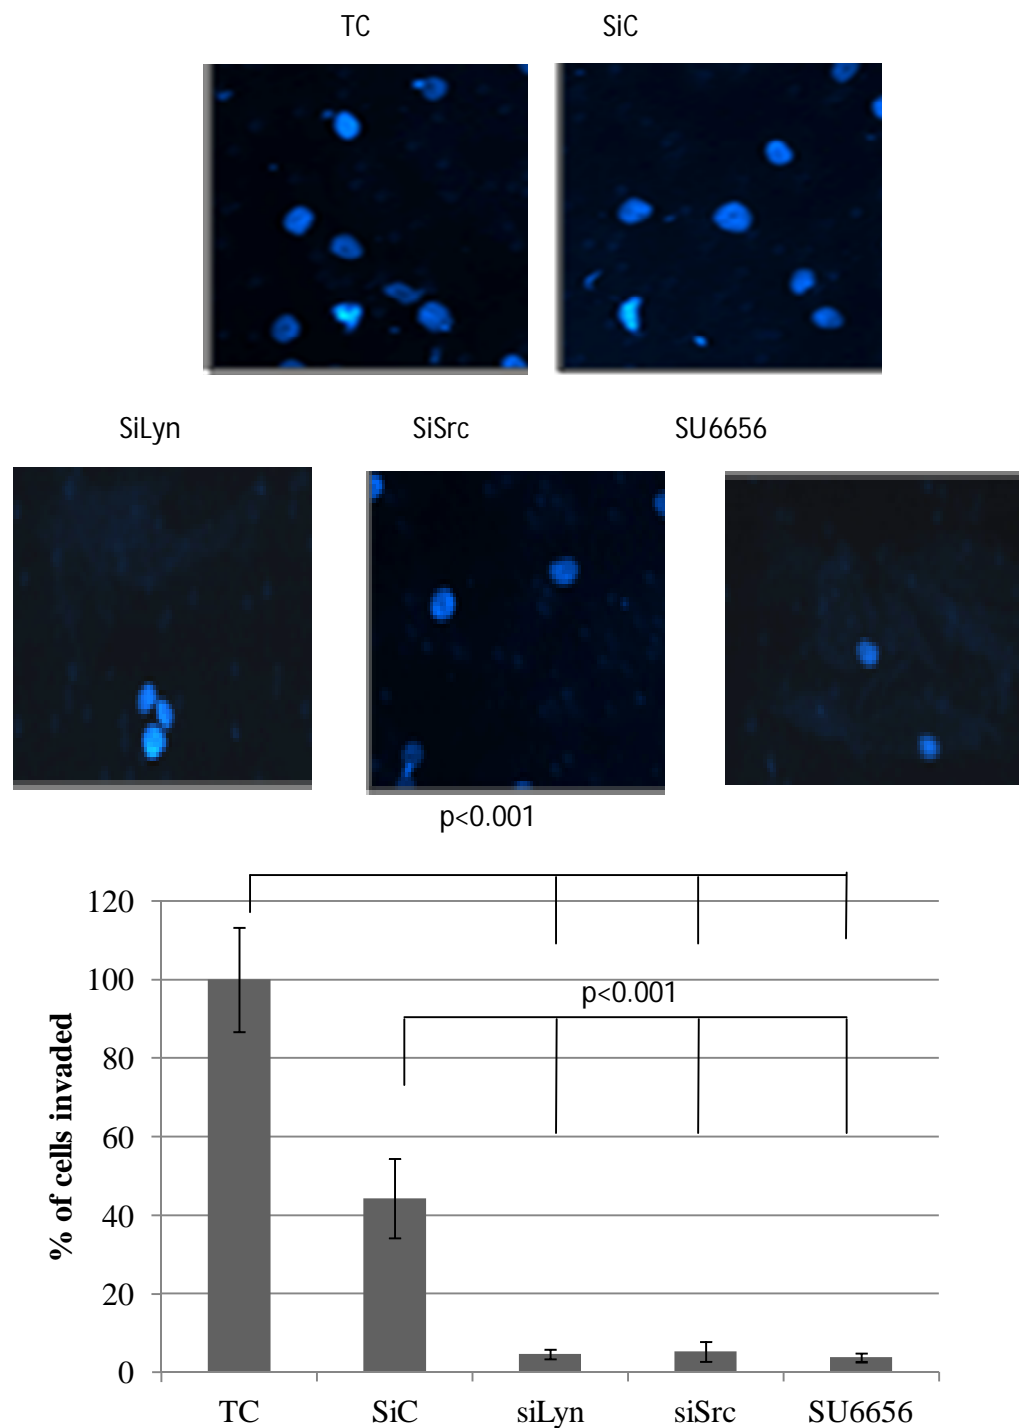 TC SiC
SiLyn SiSrc SU6656
p<0.001
120
100
p<0.001
80
60
40
20
0
% of cells invaded
TC SiC siLyn siSrc SU6656